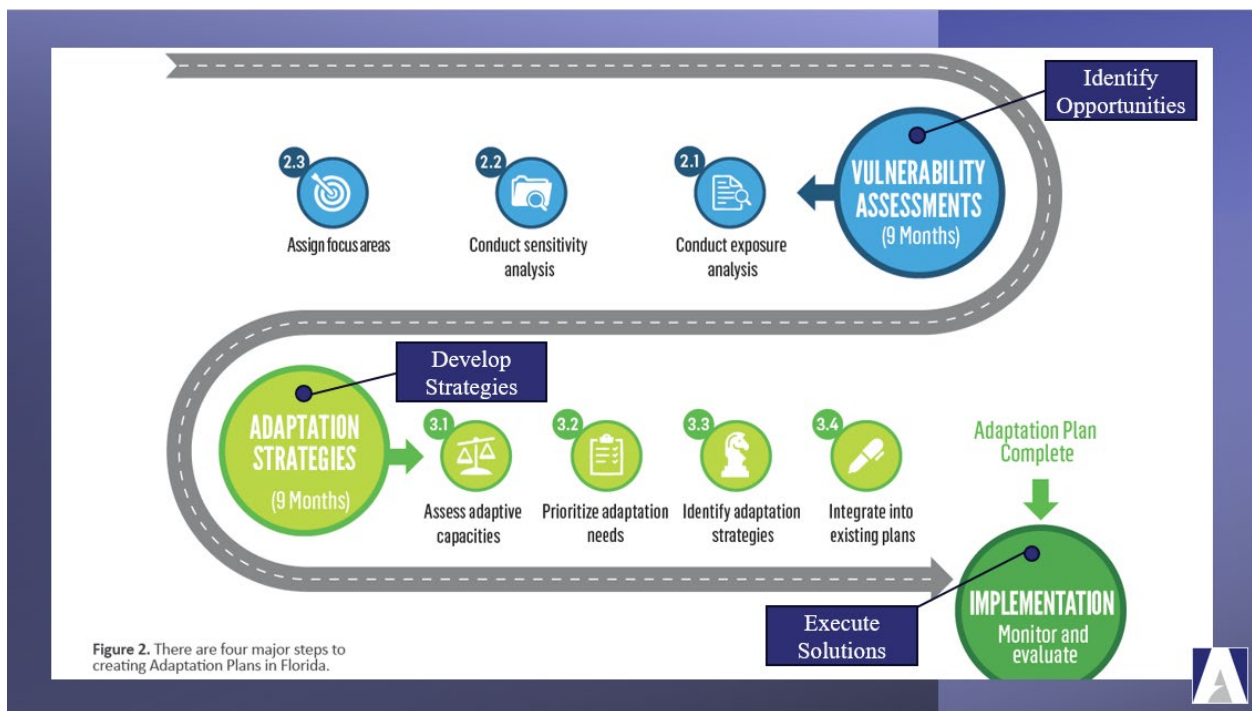 Identify
Opportunities
VULNERABILITY
ASSESSMENTS
(9 Months)
2.1
Conduct exposure
analysis
2.2
Conduct sensitivity
analysis
2.3
Assign focus areas
Develop
Strategies
ADAPTATION
STRATEGIES
(9 Months)
3.1
Assess adaptive
capacities
3.2
Prioritize adaptation
needs
3.3
Identify adaptation
strategies
3.4
Integrate into
existing plans
Adaptation Plan
Complete
IMPLEMENTATION
Monitor and
evaluate
Execute
Solutions
Figure 2. There are four major steps to
creating Adaptation Plans in Florida.
A